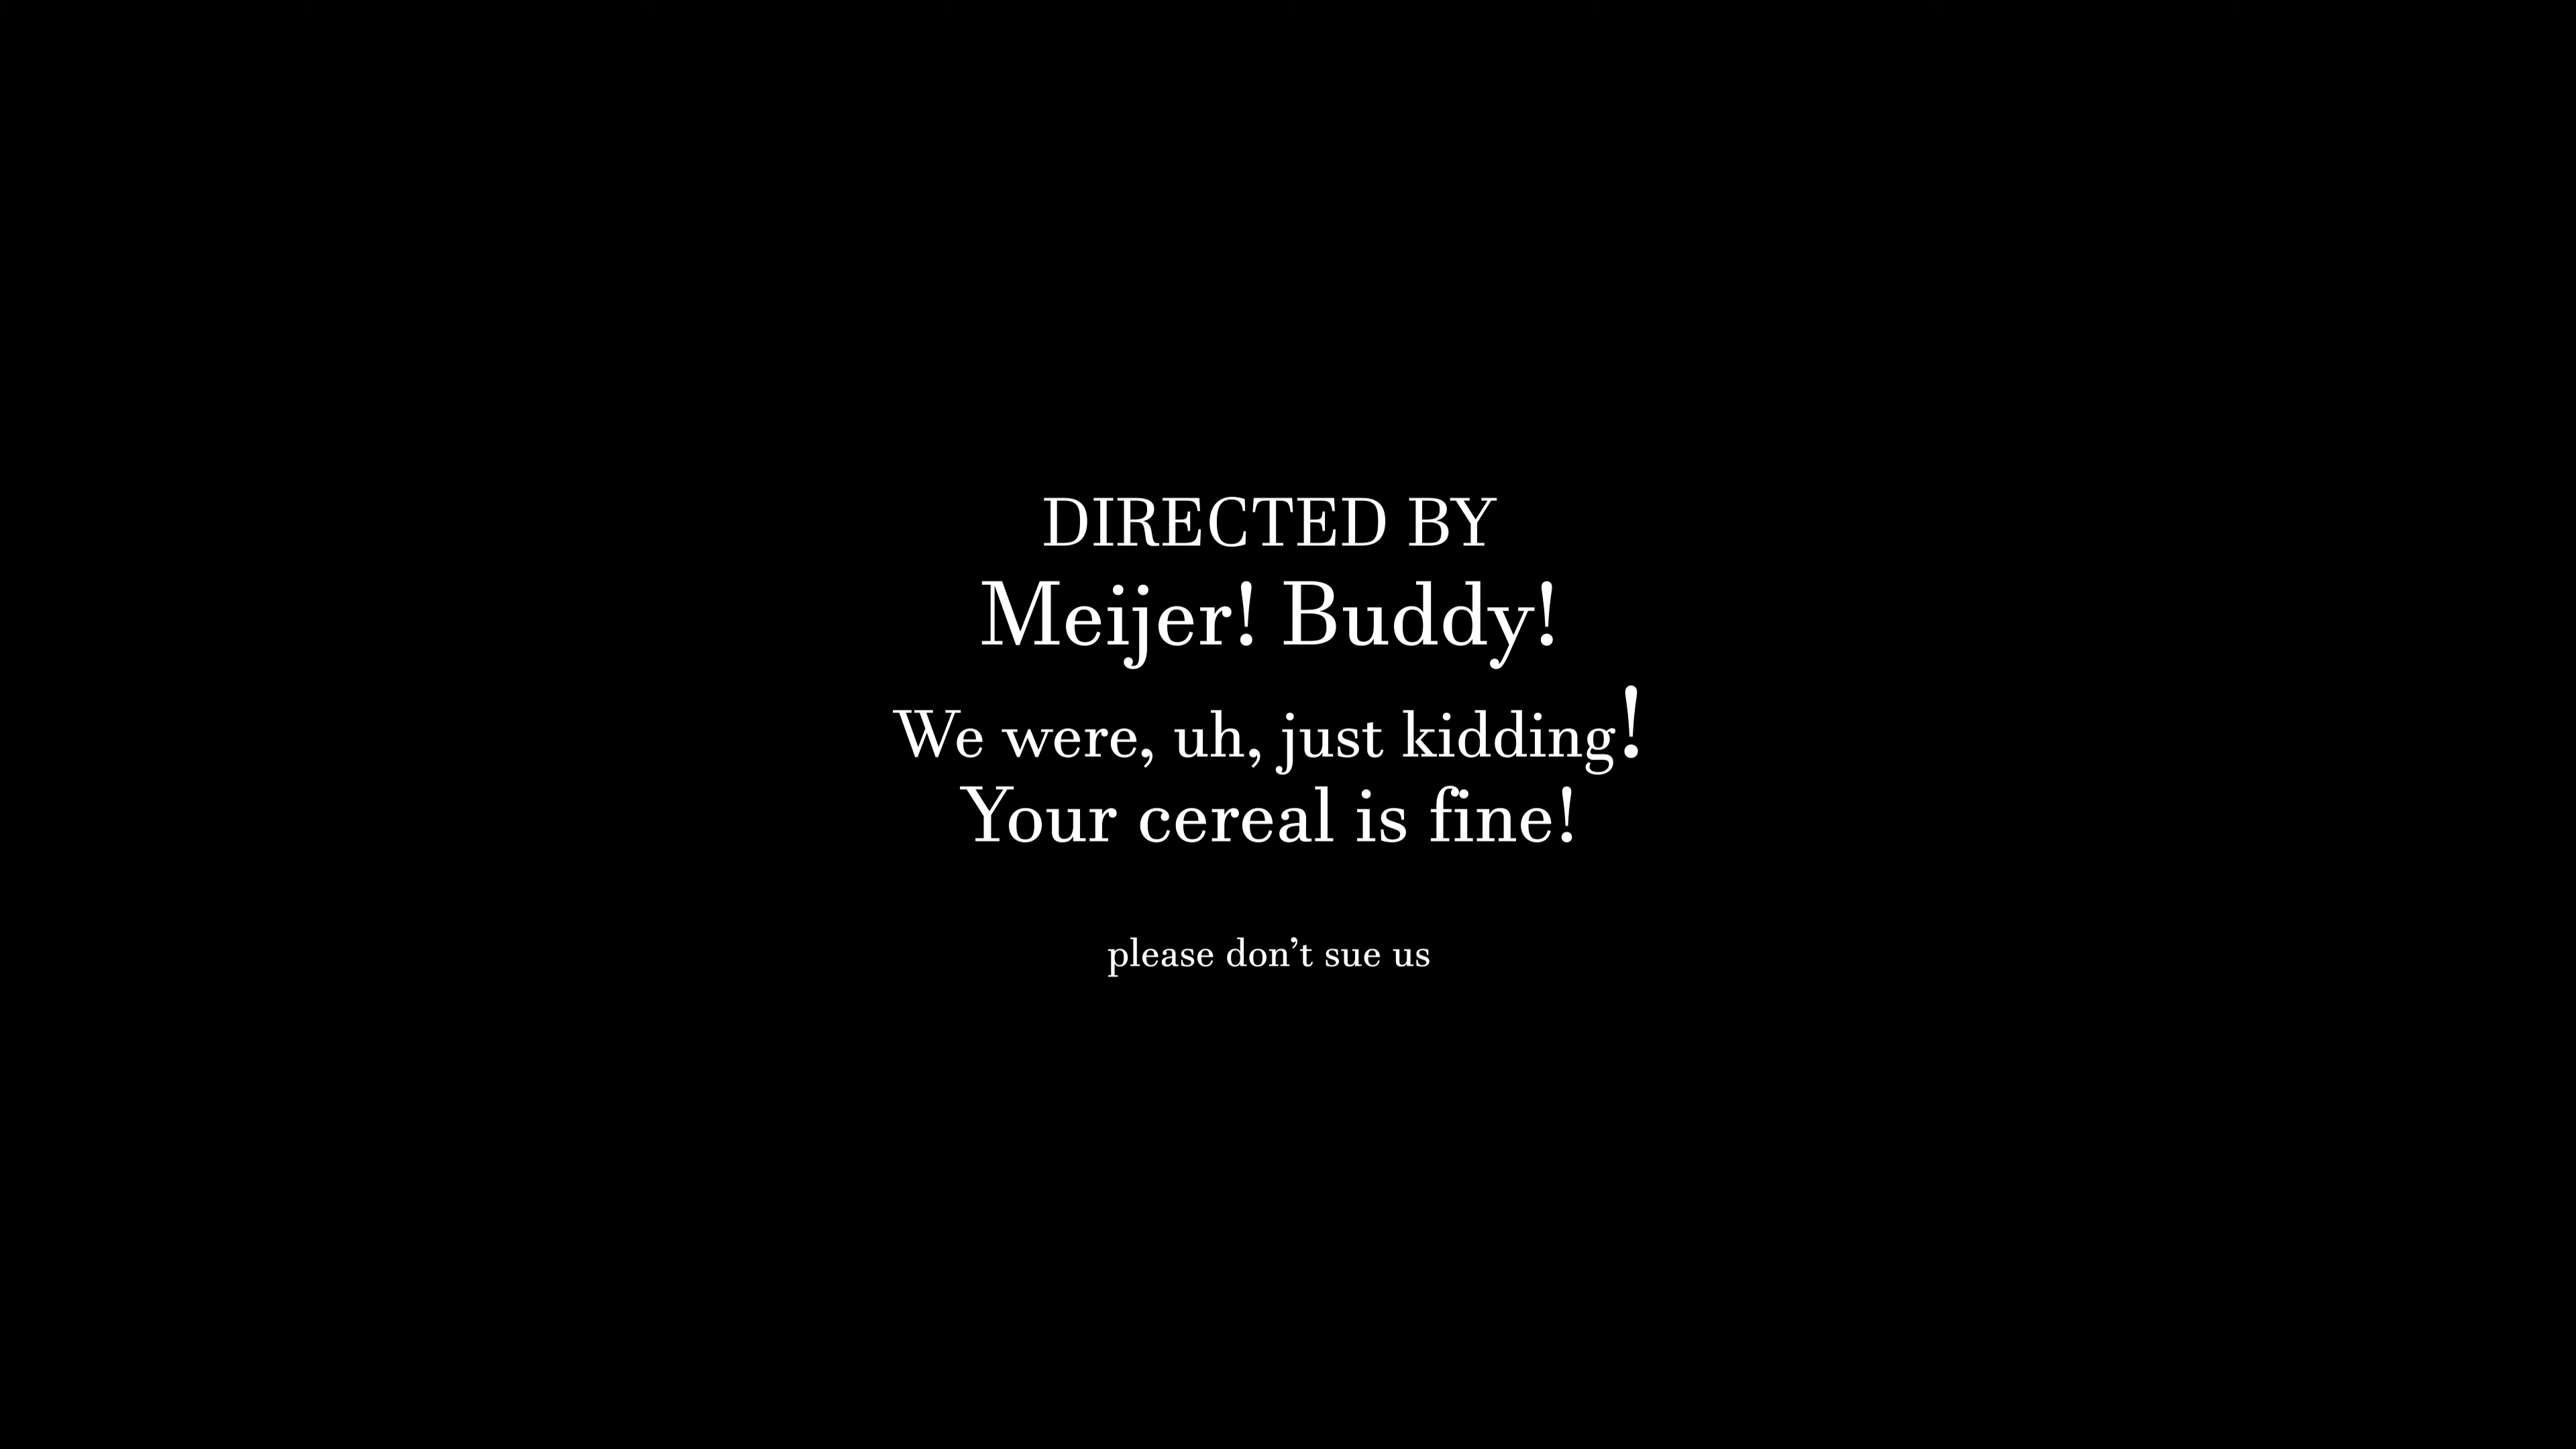 DIRECTED BY
Meijer! Buddy!
We were, uh, just kidding!
Your cereal is fine!
please don’t sue us